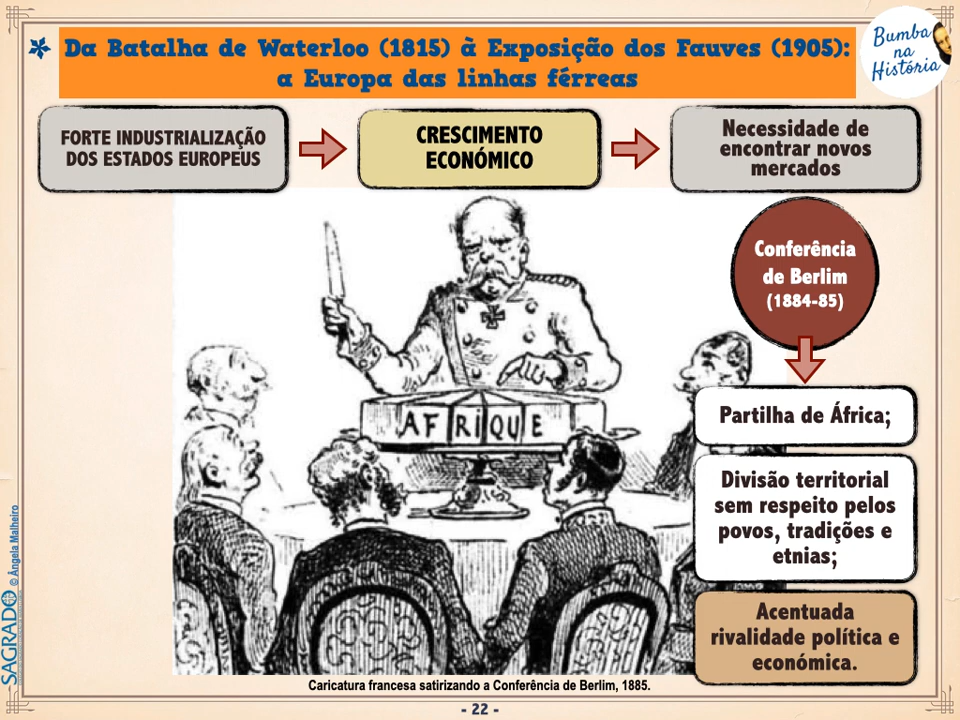 Da Batalha de Waterloo (1815) à Exposição dos Fauves (1905):
a Europa das linhas férreas
Bumba
na
História
FORTE INDUSTRIALIZAÇÃO
DOS ESTADOS EUROPEUS
CRESCIMENTO
ECONÓMICO
Necessidade de
encontrar novos
mercados
Conferência
de Berlim
(1884-85)
AFRIQUE
Partilha de África;
Divisão territorial
sem respeito pelos
povos, tradições e
etnias;
Acentuada
rivalidade política e
económica.
SAGRADO
© Ângela Malheiro
Caricatura francesa satirizando a Conferência de Berlim, 1885.
- 22 -